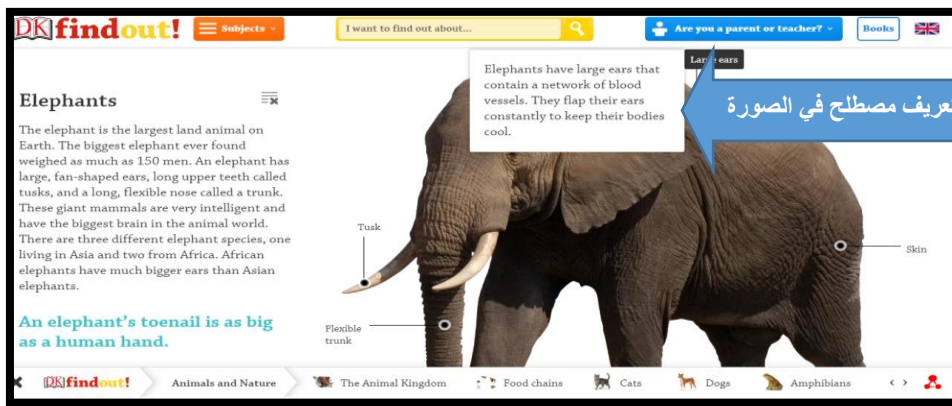 DK findout!
Subjects
I want to find out about...
Are you a parent or teacher?
Books
Large ears
Elephants have large ears that
contain a network of blood
vessels. They flap their ears
constantly to keep their bodies
cool.
تعريف مصطلح في الصورة
Elephants
The elephant is the largest land animal on
Earth. The biggest elephant ever found
weighed as much as 150 men. An elephant has
large, fan-shaped ears, long upper teeth called
tusks, and a long, flexible nose called a trunk.
These giant mammals are very intelligent and
have the biggest brain in the animal world.
There are three different elephant species, one
living in Asia and two from Africa. African
elephants have much bigger ears than Asian
elephants.
An elephant's toenail is as big
as a human hand.
Tusk
Skin
Flexible
trunk
DK findout!
Animals and Nature
The Animal Kingdom
Food chains
Cats
Dogs
Amphibians